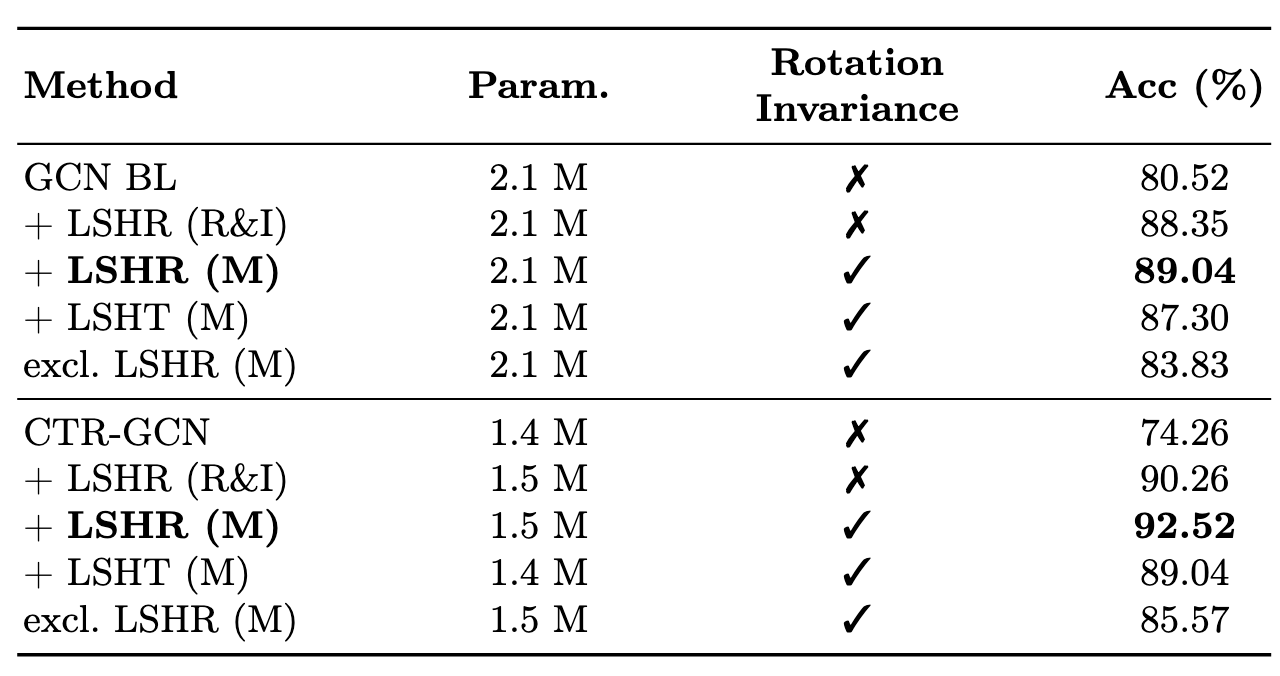 Method Param. Rotation Invariance Acc (%)
GCN BL 2.1 M ✗ 80.52
+ LSHR (R&I) 2.1 M ✗ 88.35
+ LSHR (M) 2.1 M ✓ 89.04
+ LSHT (M) 2.1 M ✓ 87.30
excl. LSHR (M) 2.1 M ✓ 83.83
CTR-GCN 1.4 M ✗ 74.26
+ LSHR (R&I) 1.5 M ✗ 90.26
+ LSHR (M) 1.5 M ✓ 92.52
+ LSHT (M) 1.4 M ✓ 89.04
excl. LSHR (M) 1.5 M ✓ 85.57